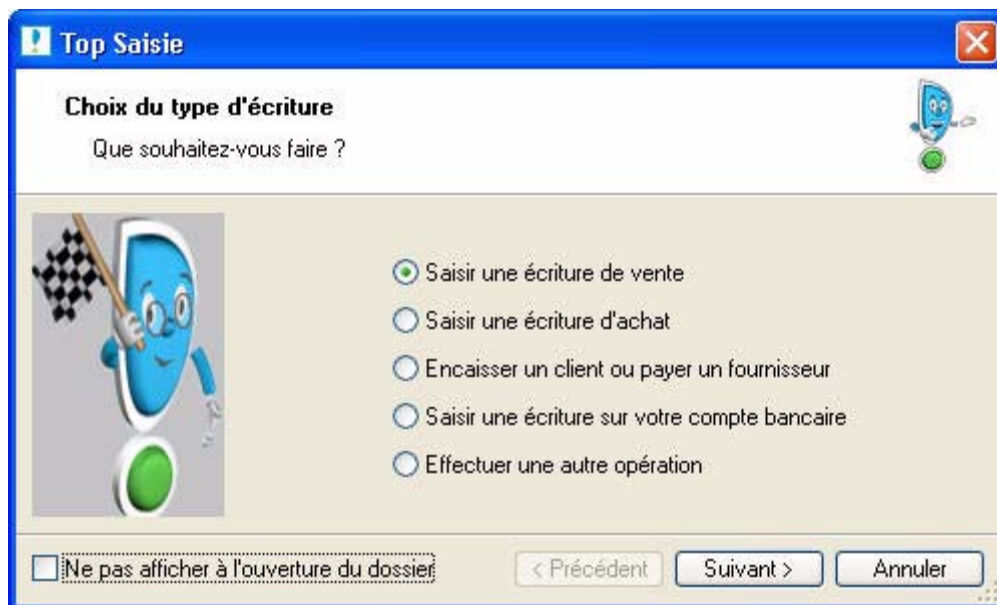 Top Saisie
Choix du type d'écriture
Que souhaitez-vous faire ?
Saisir une écriture de vente
Saisir une écriture d'achat
Encaisser un client ou payer un fournisseur
Saisir une écriture sur votre compte bancaire
Effectuer une autre opération
Ne pas afficher à l'ouverture du dossier
< Précédent Suivant > Annuler